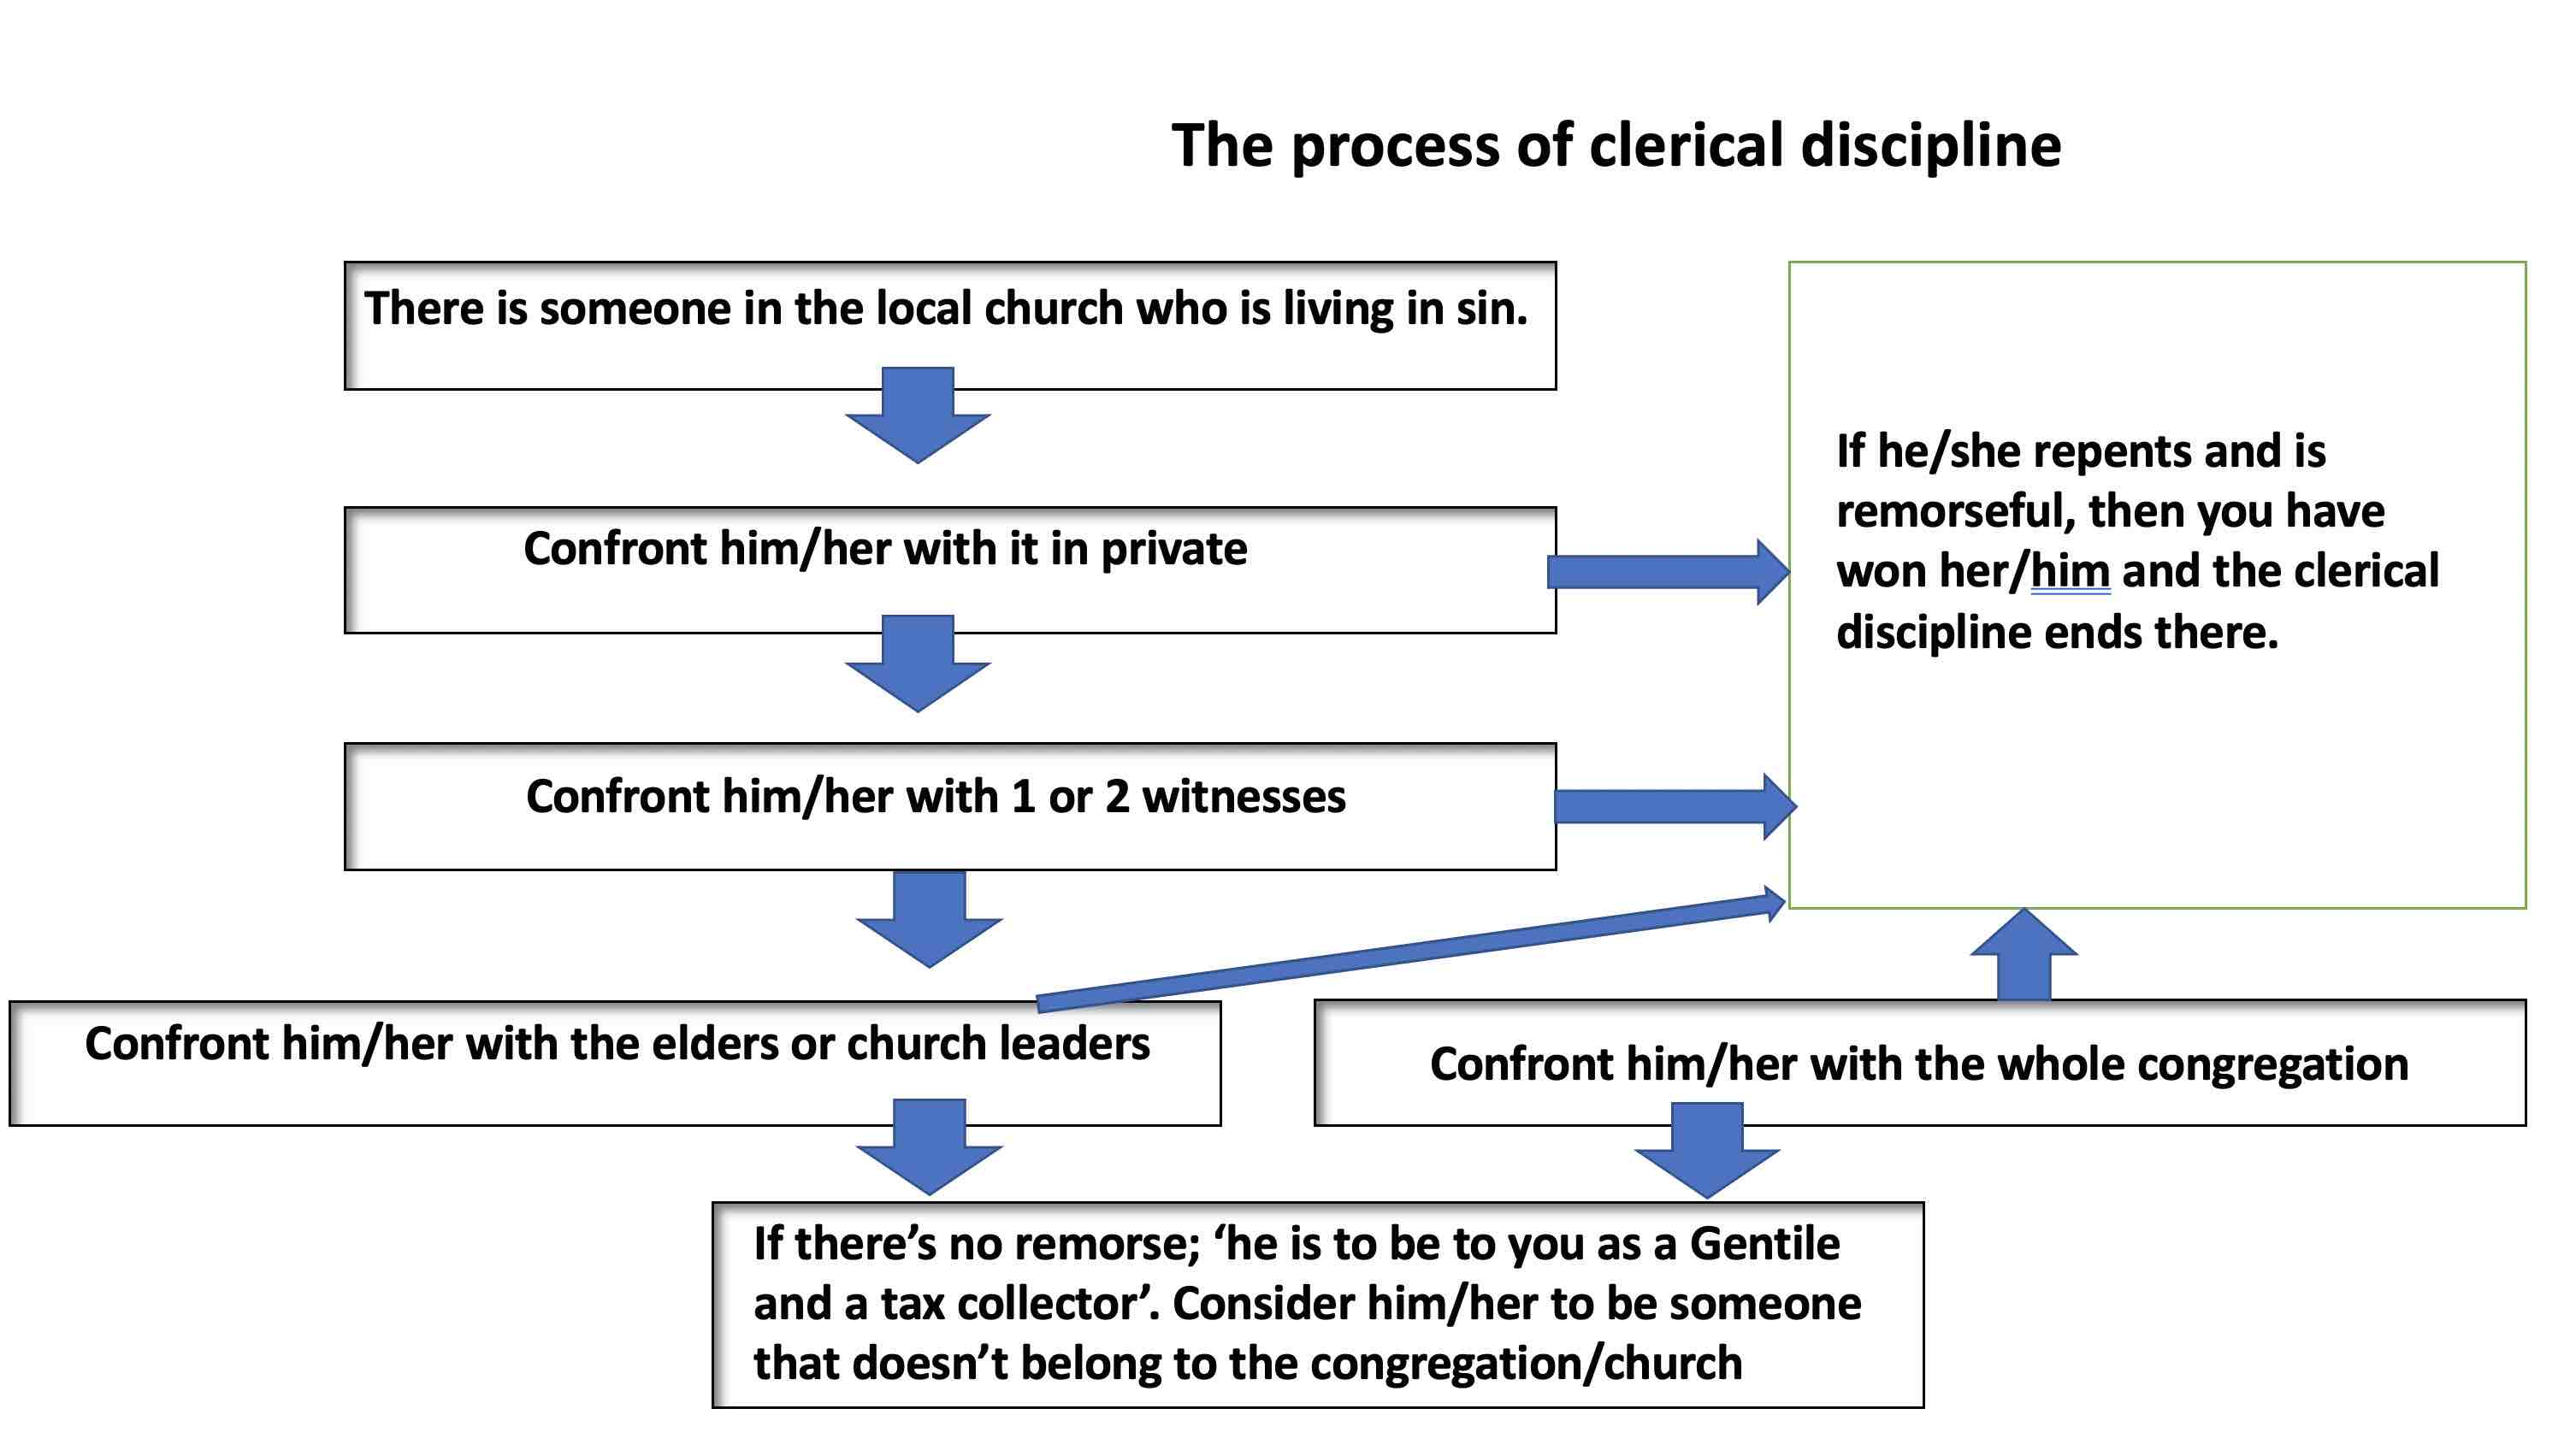 The process of clerical discipline
There is someone in the local church who is living in sin.
Confront him/her with it in private
If he/she repents and is
remorseful, then you have
won her/him and the clerical
discipline ends there.
Confront him/her with 1 or 2 witnesses
Confront him/her with the elders or church leaders
Confront him/her with the whole congregation
If there’s no remorse; ‘he is to be to you as a Gentile
and a tax collector’. Consider him/her to be someone
that doesn’t belong to the congregation/church